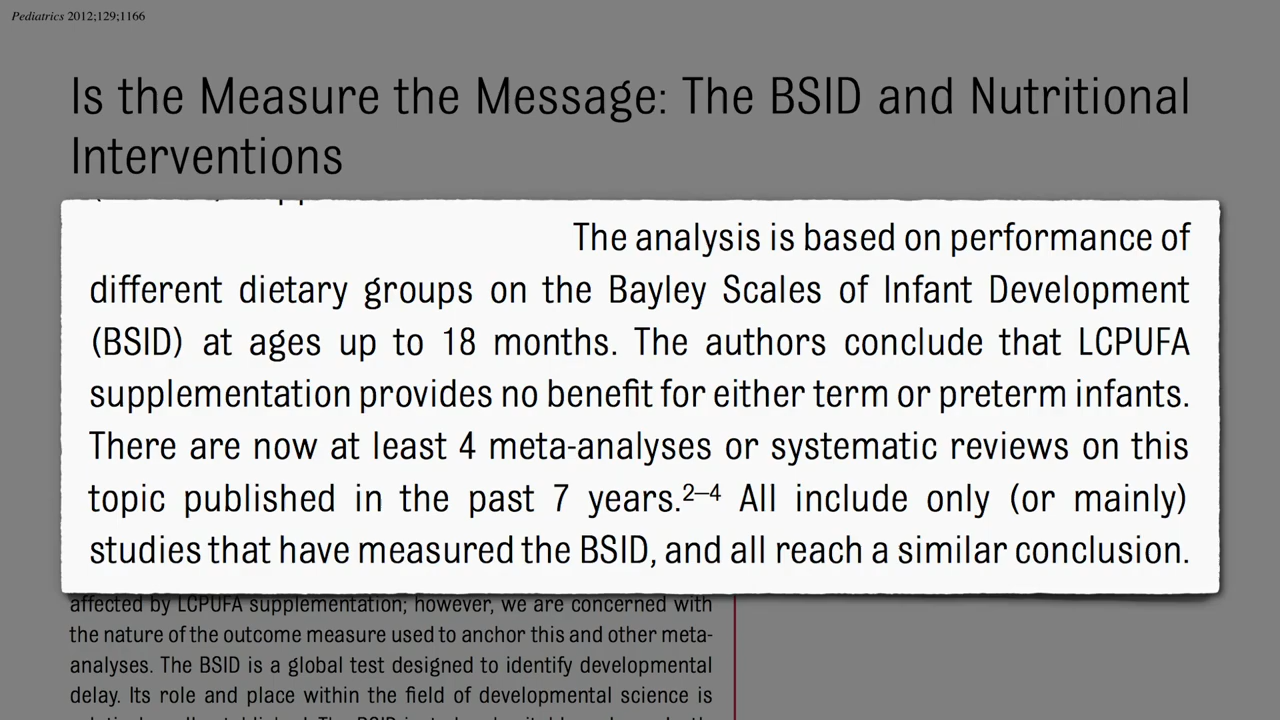 Pediatrics 2012;129;1166
Is the Measure the Message: The BSID and Nutritional
Interventions
The analysis is based on performance of
different dietary groups on the Bayley Scales of Infant Development
(BSID) at ages up to 18 months. The authors conclude that LCPUFA
supplementation provides no benefit for either term or preterm infants.
There are now at least 4 meta-analyses or systematic reviews on this
topic published in the past 7 years.2–4 All include only (or mainly)
studies that have measured the BSID, and all reach a similar conclusion.
affected by LCPUFA supplementation; however, we are concerned with
the nature of the outcome measure used to anchor this and other meta-
analyses. The BSID is a global test designed to identify developmental
delay. Its role and place within the field of developmental science is